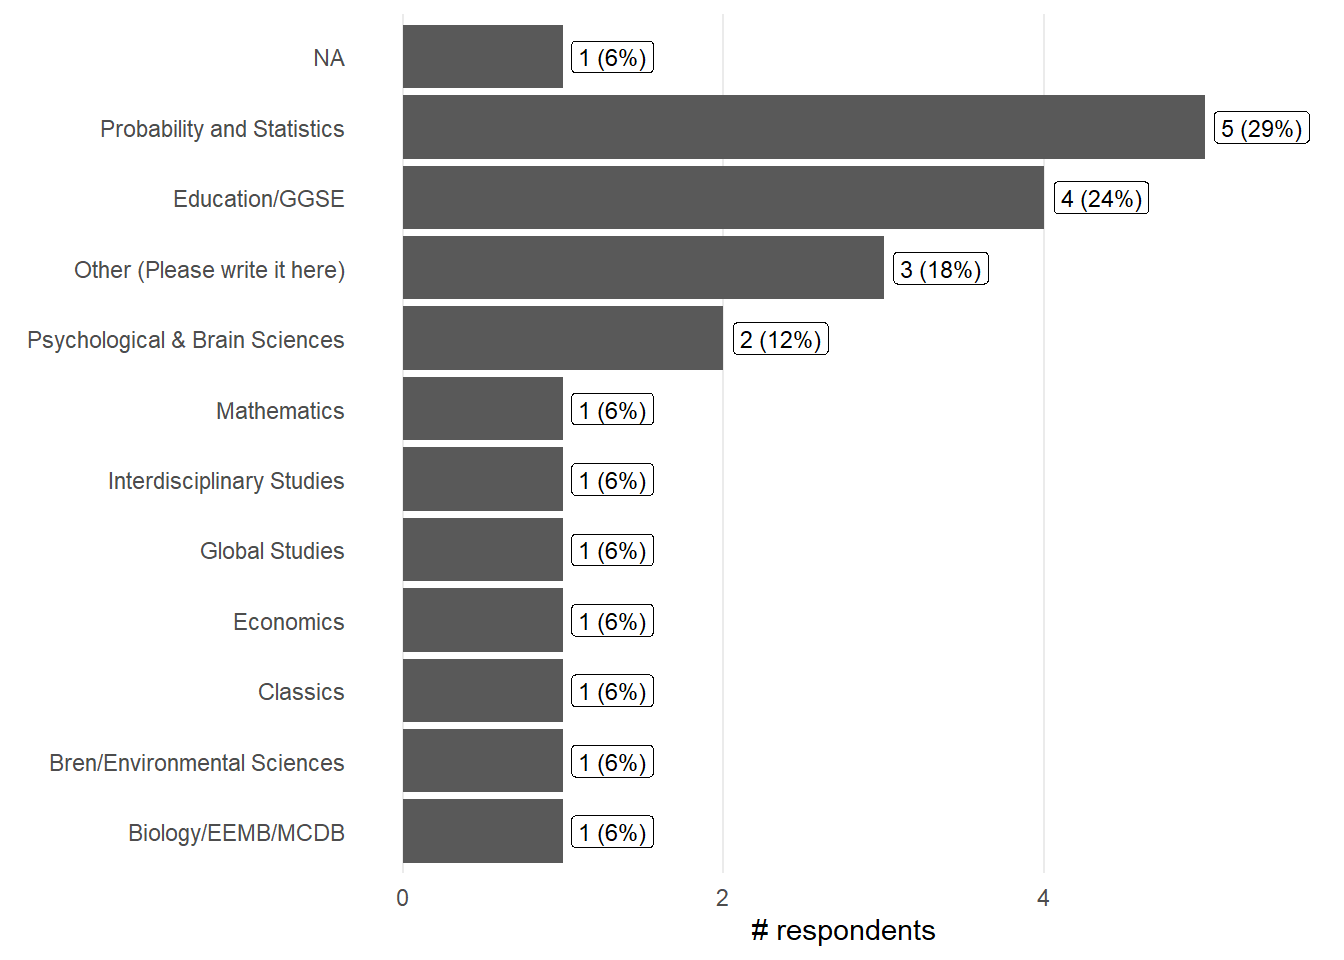 NA 1 (6%)
Probability and Statistics 5 (29%)
Education/GGSE 4 (24%)
Other (Please write it here) 3 (18%)
Psychological & Brain Sciences 2 (12%)
Mathematics 1 (6%)
Interdisciplinary Studies 1 (6%)
Global Studies 1 (6%)
Economics 1 (6%)
Classics 1 (6%)
Bren/Environmental Sciences 1 (6%)
Biology/EEMB/MCDB 1 (6%)
0 2 4
# respondents